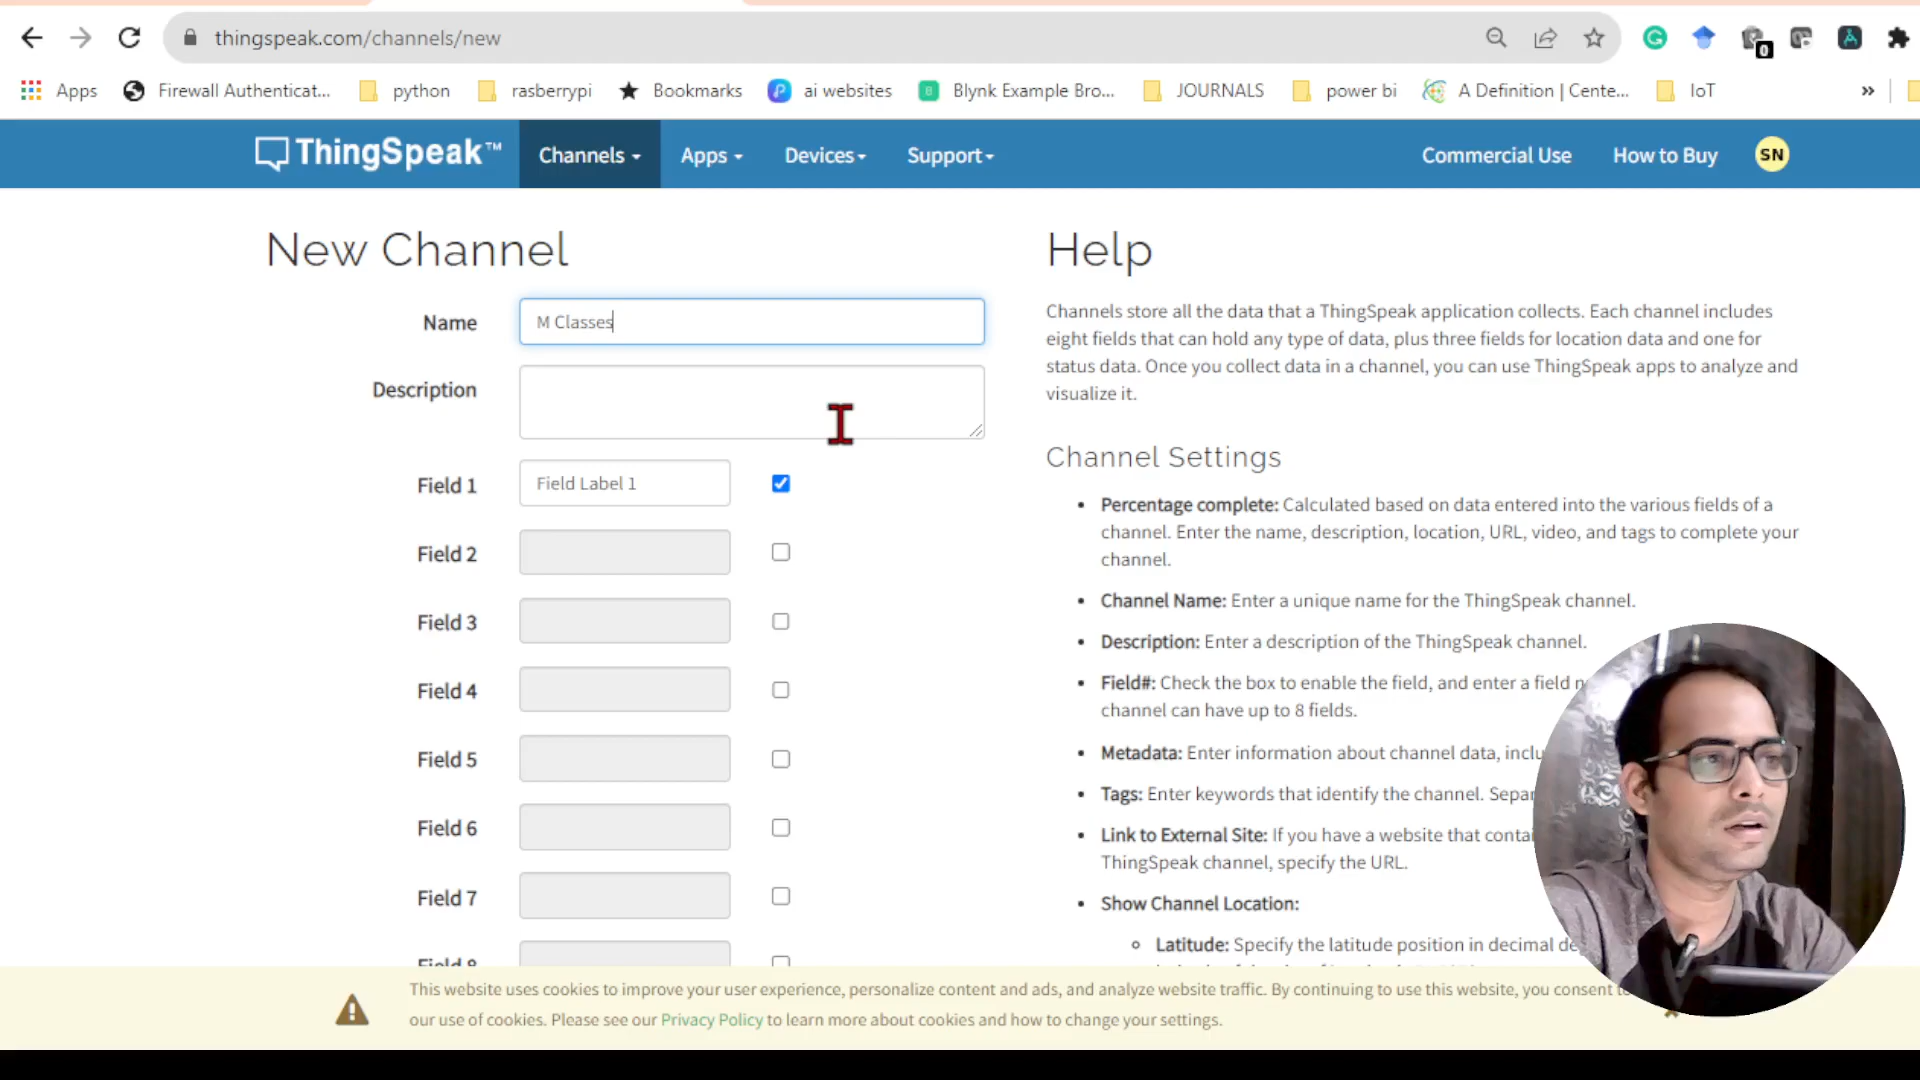 thingspeak.com/channels/new
0
Apps
Firewall Authenticat...
python
rasberrypi
Bookmarks
ai websites
Blynk Example Bro...
JOURNALS
power bi
A Definition | Cente...
IoT
»
ThingSpeak™
Channels
Apps
Devices
Support
Commercial Use
How to Buy
SN
New Channel
Name
M Classes
Description
Field 1
Field Label 1
Field 2
Field 3
Field 4
Field 5
Field 6
Field 7
Field 8
Help
Channels store all the data that a ThingSpeak application collects. Each channel includes
eight fields that can hold any type of data, plus three fields for location data and one for
status data. Once you collect data in a channel, you can use ThingSpeak apps to analyze and
visualize it.
Channel Settings
• Percentage complete: Calculated based on data entered into the various fields of a
channel. Enter the name, description, location, URL, video, and tags to complete your
channel.
• Channel Name: Enter a unique name for the ThingSpeak channel.
• Description: Enter a description of the ThingSpeak channel.
• Field#: Check the box to enable the field, and enter a field
channel can have up to 8 fields.
• Metadata: Enter information about channel data,
• Tags: Enter keywords that identify the channel.
• Link to External Site: If you have a website that
ThingSpeak channel, specify the URL.
• Show Channel Location:
Latitude: Specify the latitude position in decimal
This website uses cookies to improve your user experience, personalize content and ads, and analyze website traffic. By continuing to use this website, you consent
our use of cookies. Please see our Privacy Policy to learn more about cookies and how to change your settings.